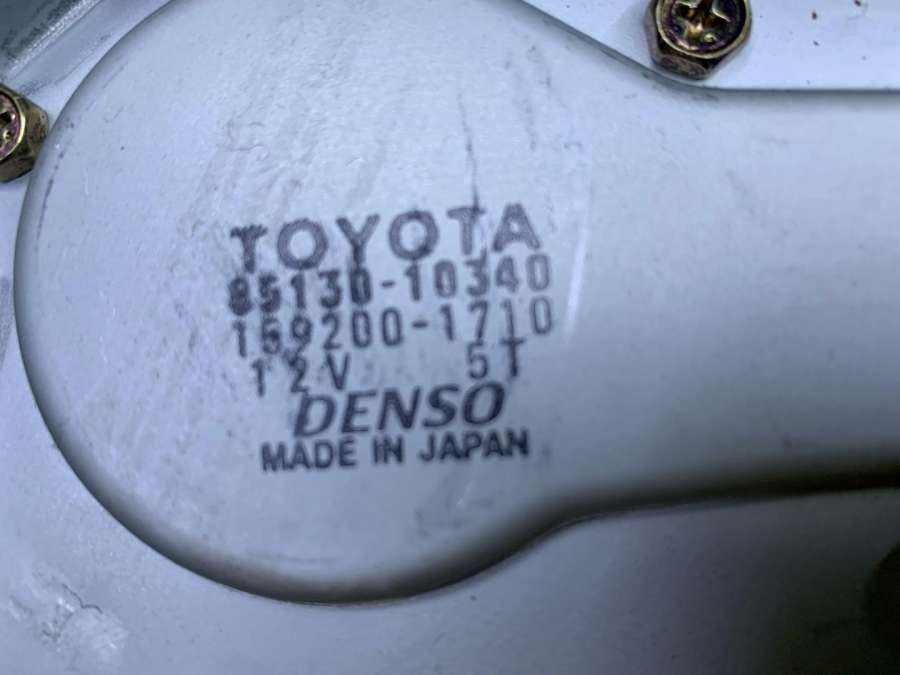 TOYOTA
85130-10340
159200-1710
12V 5T
DENSO
MADE IN JAPAN